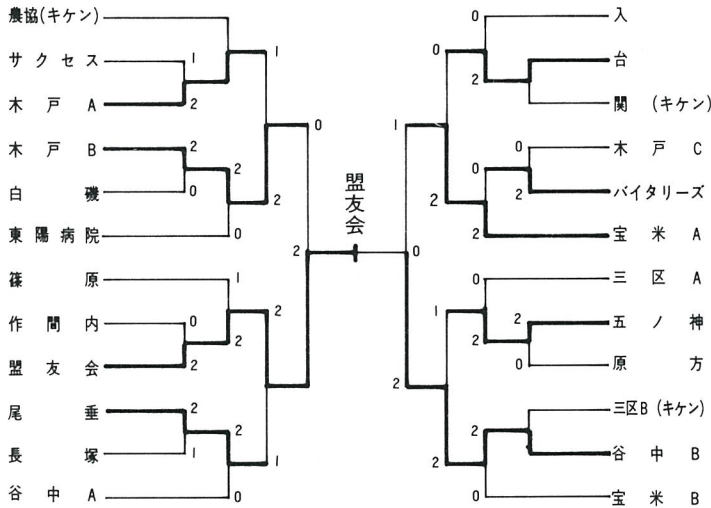 農協(キケン)
サクセス
木戸A
木戸B
白磯
東陽病院
篠原
作間内
盟友会
尾垂
長塚
谷中A
1
2
2
0
1
2
0
1
0
2
2
1
2
0
2
2
0
2
1
2
盟友会
0
1
2
0
2
1
2
0
2
0
2
2
2
0
2
0
2
0
入
台
関(キケン)
木戸C
バイタリーズ
宝米A
三区A
五ノ神
原方
三区B(キケン)
谷中B
宝米B